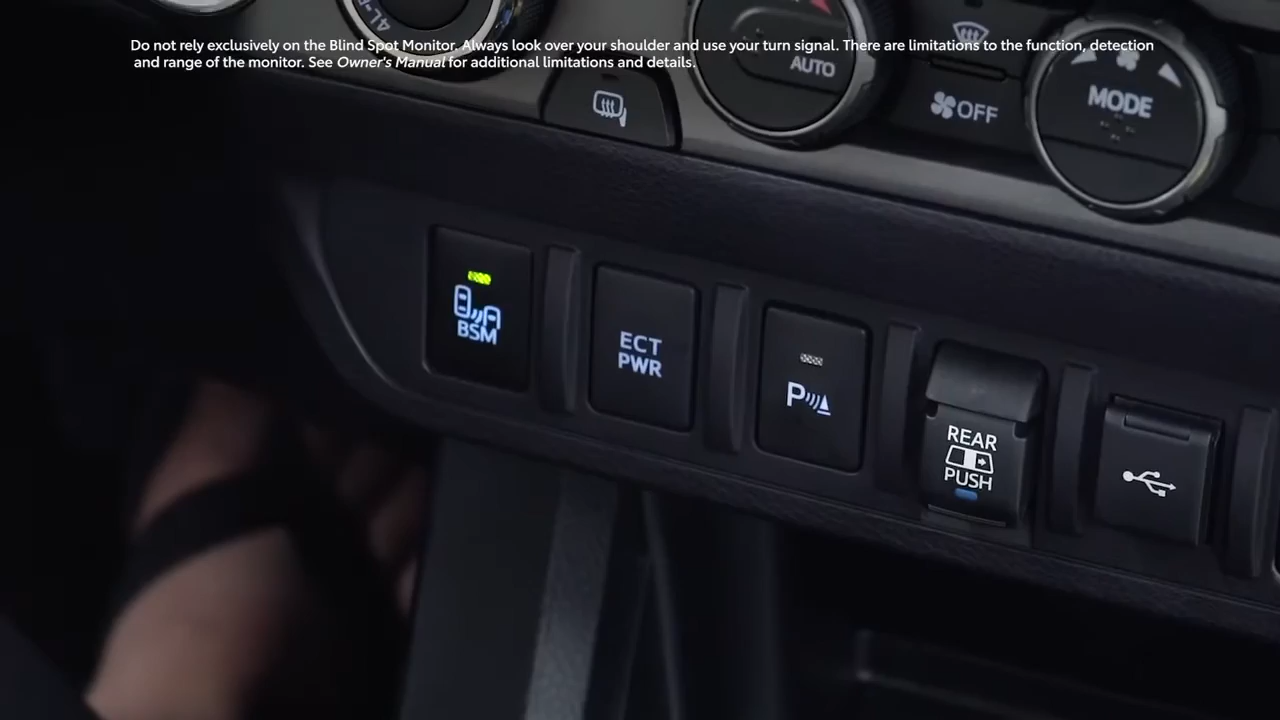 Do not rely exclusively on the Blind Spot Monitor. Always look over your shoulder and use your turn signal. There are limitations to the function, detection
and range of the monitor. See Owner's Manual for additional limitations and details.
4L
AUTO
OFF
MODE
BSM
ECT
PWR
P
REAR
PUSH